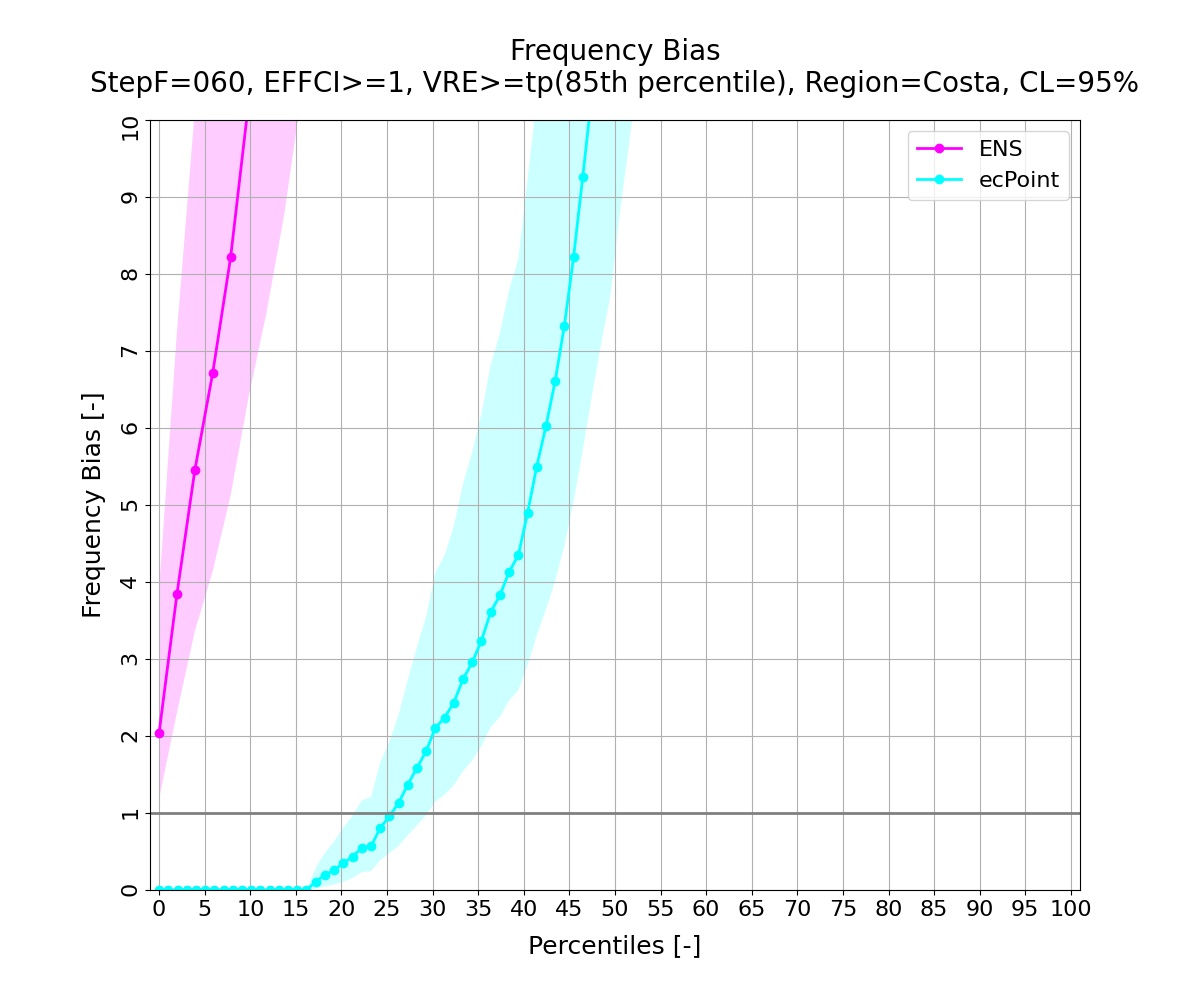 Frequency Bias
StepF=060, EFFCI>=1, VRE>=tp(85th percentile), Region=Costa, CL=95%
10
9
8
7
6
5
4
3
2
1
0
Frequency Bias [-]
ENS
ecPoint
0 5 10 15 20 25 30 35 40 45 50 55 60 65 70 75 80 85 90 95 100
Percentiles [-]